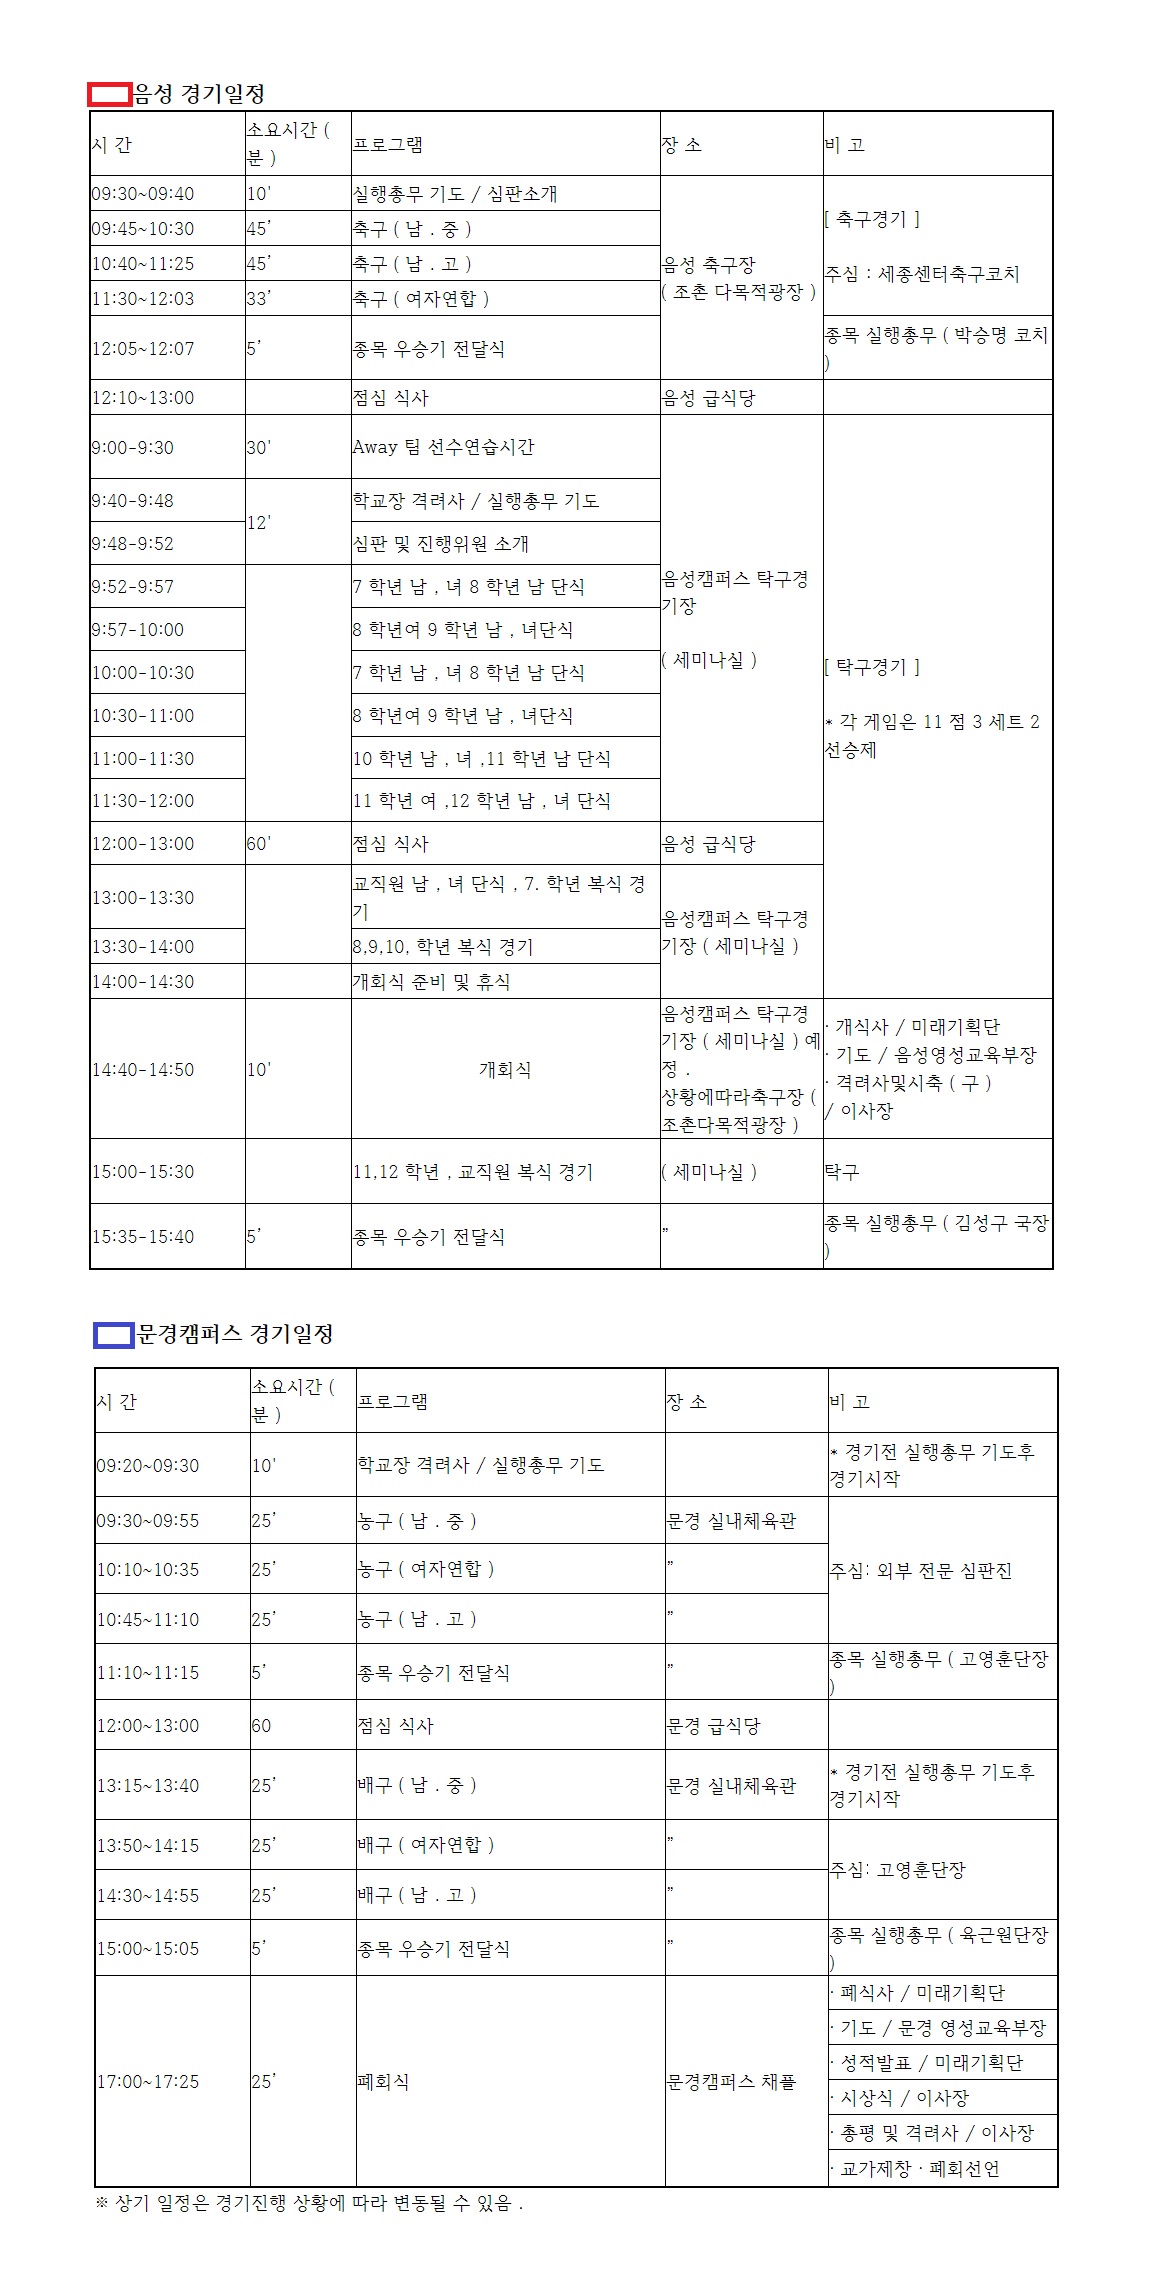 음성 경기일정
시 간
소요시간 (
분 )
프로그램
장 소
비 고
09:30~09:40
10'
실행총무 기도 / 심판소개
음성 축구장
( 조촌 다목적광장 )
[ 축구경기 ]
주심 : 세종센터축구코치
09:45~10:30
45’
축구 ( 남 . 중 )
10:40~11:25
45’
축구 ( 남 . 고 )
11:30~12:03
33’
축구 ( 여자연합 )
12:05~12:07
5’
종목 우승기 전달식
종목 실행총무 ( 박승명 코치
)
12:10~13:00
점심 식사
음성 급식당
9:00-9:30
30'
Away 팀 선수연습시간
음성캠퍼스 탁구경
기장
( 세미나실 )
[ 탁구경기 ]
* 각 게임은 11 점 3 세트 2
선승제
9:40-9:48
12'
학교장 격려사 / 실행총무 기도
9:48-9:52
심판 및 진행위원 소개
9:52-9:57
7 학년 남 , 녀 8 학년 남 단식
9:57-10:00
8 학년여 9 학년 남 , 녀단식
10:00-10:30
7 학년 남 , 녀 8 학년 남 단식
10:30-11:00
8 학년여 9 학년 남 , 녀단식
11:00-11:30
10 학년 남 , 녀 ,11 학년 남 단식
11:30-12:00
11 학년 여 ,12 학년 남 , 녀 단식
12:00-13:00
60'
점심 식사
음성 급식당
13:00-13:30
교직원 남 , 녀 단식 , 7. 학년 복식 경
기
음성캠퍼스 탁구경
기장 ( 세미나실 )
13:30-14:00
8,9,10, 학년 복식 경기
14:00-14:30
개회식 준비 및 휴식
14:40-14:50
10'
개회식
음성캠퍼스 탁구경
기장 ( 세미나실 ) 예
정 .
상황에따라축구장 (
조촌다목적광장 )
· 개식사 / 미래기획단
· 기도 / 음성영성교육부장
· 격려사및시축 ( 구 )
/ 이사장
15:00-15:30
11,12 학년 , 교직원 복식 경기
( 세미나실 )
탁구
15:35-15:40
5’
종목 우승기 전달식
”
종목 실행총무 ( 김성구 국장
)
문경캠퍼스 경기일정
시 간
소요시간 (
분 )
프로그램
장 소
비 고
09:20~09:30
10'
학교장 격려사 / 실행총무 기도
* 경기전 실행총무 기도후
경기시작
09:30~09:55
25’
농구 ( 남 . 중 )
문경 실내체육관
주심: 외부 전문 심판진
10:10~10:35
25’
농구 ( 여자연합 )
”
10:45~11:10
25’
농구 ( 남 . 고 )
”
11:10~11:15
5’
종목 우승기 전달식
”
종목 실행총무 ( 고영훈단장
)
12:00~13:00
60
점심 식사
문경 급식당
13:15~13:40
25’
배구 ( 남 . 중 )
문경 실내체육관
* 경기전 실행총무 기도후
경기시작
13:50~14:15
25’
배구 ( 여자연합 )
”
주심: 고영훈단장
14:30~14:55
25’
배구 ( 남 . 고 )
”
15:00~15:05
5’
종목 우승기 전달식
”
종목 실행총무 ( 육근원단장
)
17:00~17:25
25’
폐회식
문경캠퍼스 채플
· 폐식사 / 미래기획단
· 기도 / 문경 영성교육부장
· 성적발표 / 미래기획단
· 시상식 / 이사장
· 총평 및 격려사 / 이사장
· 교가제창 · 폐회선언
※ 상기 일정은 경기진행 상황에 따라 변동될 수 있음 .